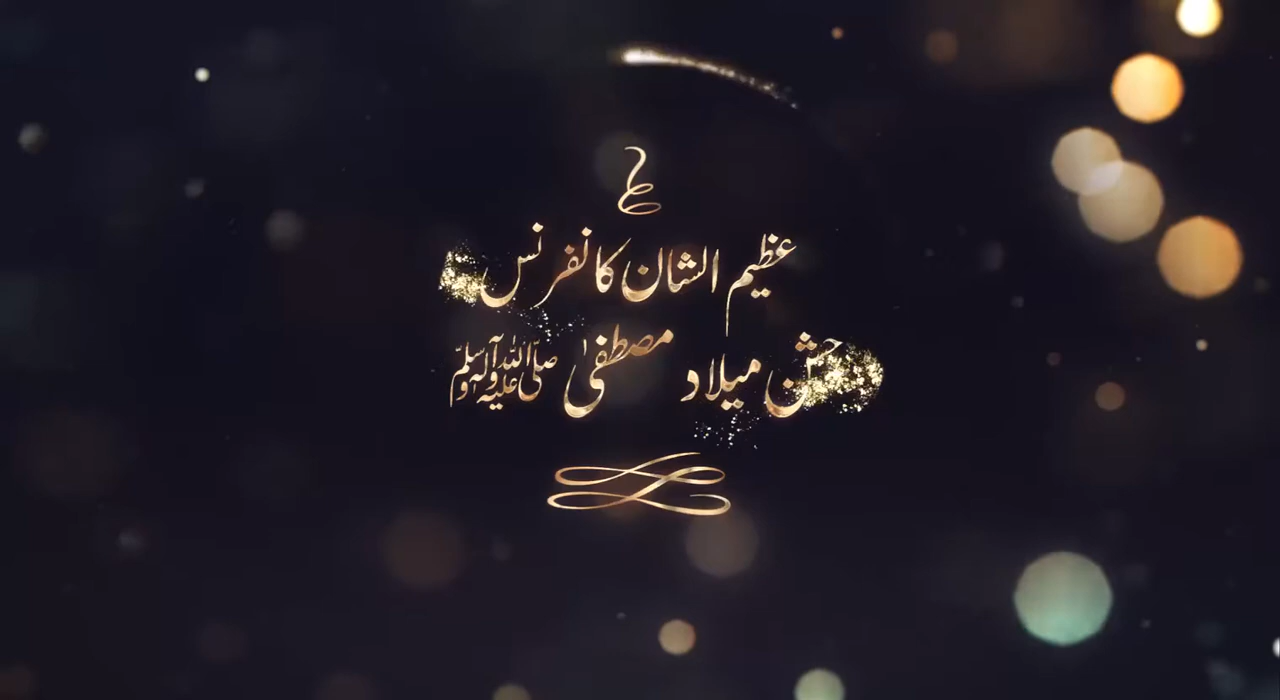 عظیم الشان کانفرنس
جشن میلاد مصطفیٰ صلی اللہ علیہ وآلہ وسلم